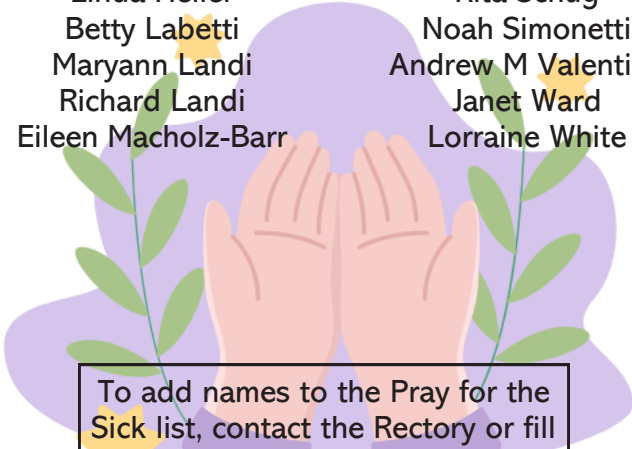 Betty Labetti
Maryann Landi
Richard Landi
Eileen Macholz-Barr
Noah Simonetti
Andrew M Valenti
Janet Ward
Lorraine White
To add names to the Pray for the
Sick list, contact the Rectory or fill